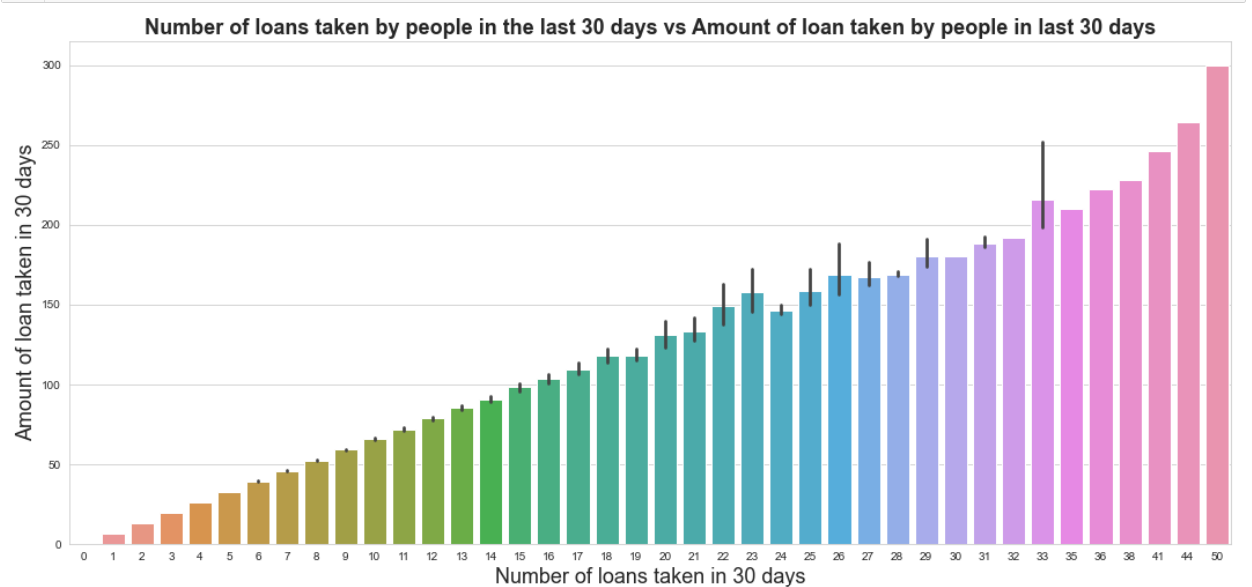 Number of loans taken by people in the last 30 days vs Amount of loan taken by people in last 30 days
Amount of loan taken in 30 days
300
250
200
150
100
50
0
0 1 2 3 4 5 6 7 8 9 10 11 12 13 14 15 16 17 18 19 20 21 22 23 24 25 26 27 28 29 30 31 32 33 35 36 38 41 44 50
Number of loans taken in 30 days